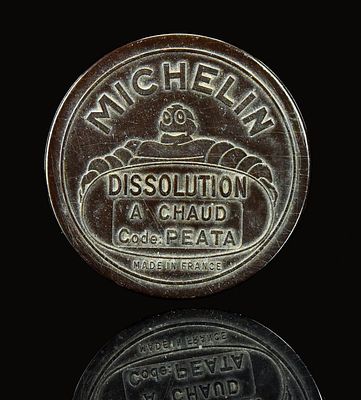 MICHELIN
DISSOLUTION
A CHAUD
Code: PEATA
MADE IN FRANCE